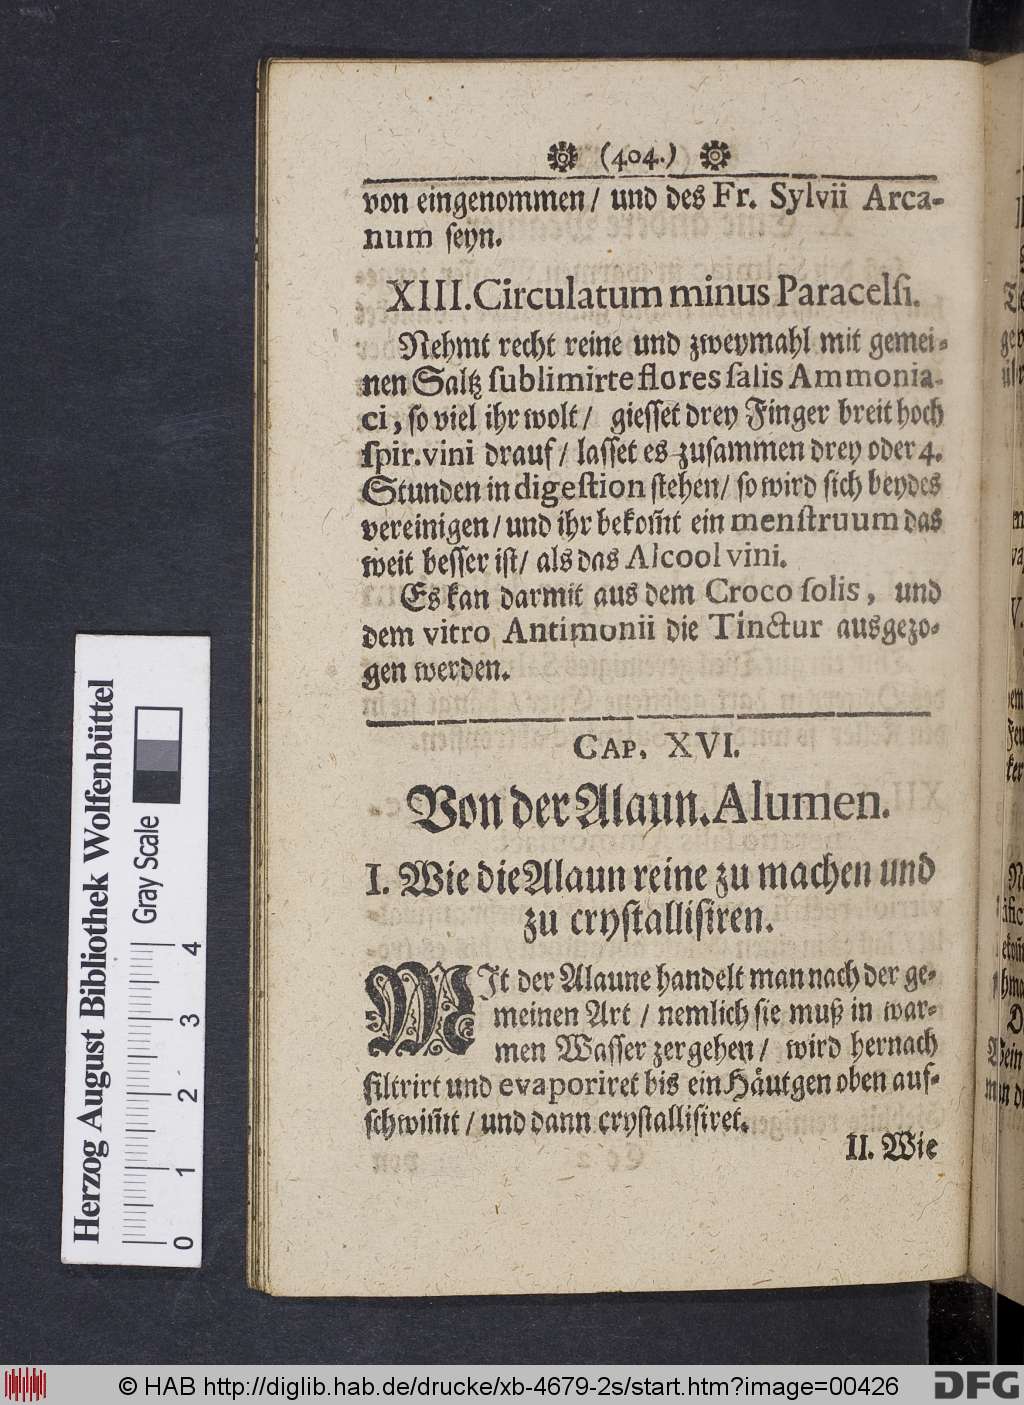 (404.)
von eingenommen / und des Fr. Sylvii Arca-
num seyn.
XIII. Circulatum minus Paracelsi.
Nehmt recht reine und zweymahl mit gemei-
nen Saltz sublimirte flores salis Ammonia-
ci, so viel ihr wolt / giesset drey Finger breit hoch
spir. vini drauf / lasset es zusammen drey oder 4.
Stunden in digestion stehen / so wird sich beydes
vereinigen / und ihr bekom̃t ein menstruum das
weit besser ist / als das Alcool vini.
Es kan darmit aus dem Croco solis, und
dem vitro Antimonii die Tinctur ausgezo-
gen werden.
CAP. XVI.
Von der Alaun. Alumen.
I. Wie die Alaun reine zu machen und
zu crystallisiren.
MJt der Alaune handelt man nach der ge-
meinen Art / nemlich sie muß in war-
men Wasser zergehen / wird hernach
filtrirt und evaporiret bis ein Häutgen oben auf-
schwim̃t / und dann crystallisiret.
II. Wie
Herzog August Bibliothek Wolfenbüttel
Gray Scale
0 1 2 3 4
© HAB http://diglib.hab.de/drucke/xb-4679-2s/start.htm?image=00426
DFG